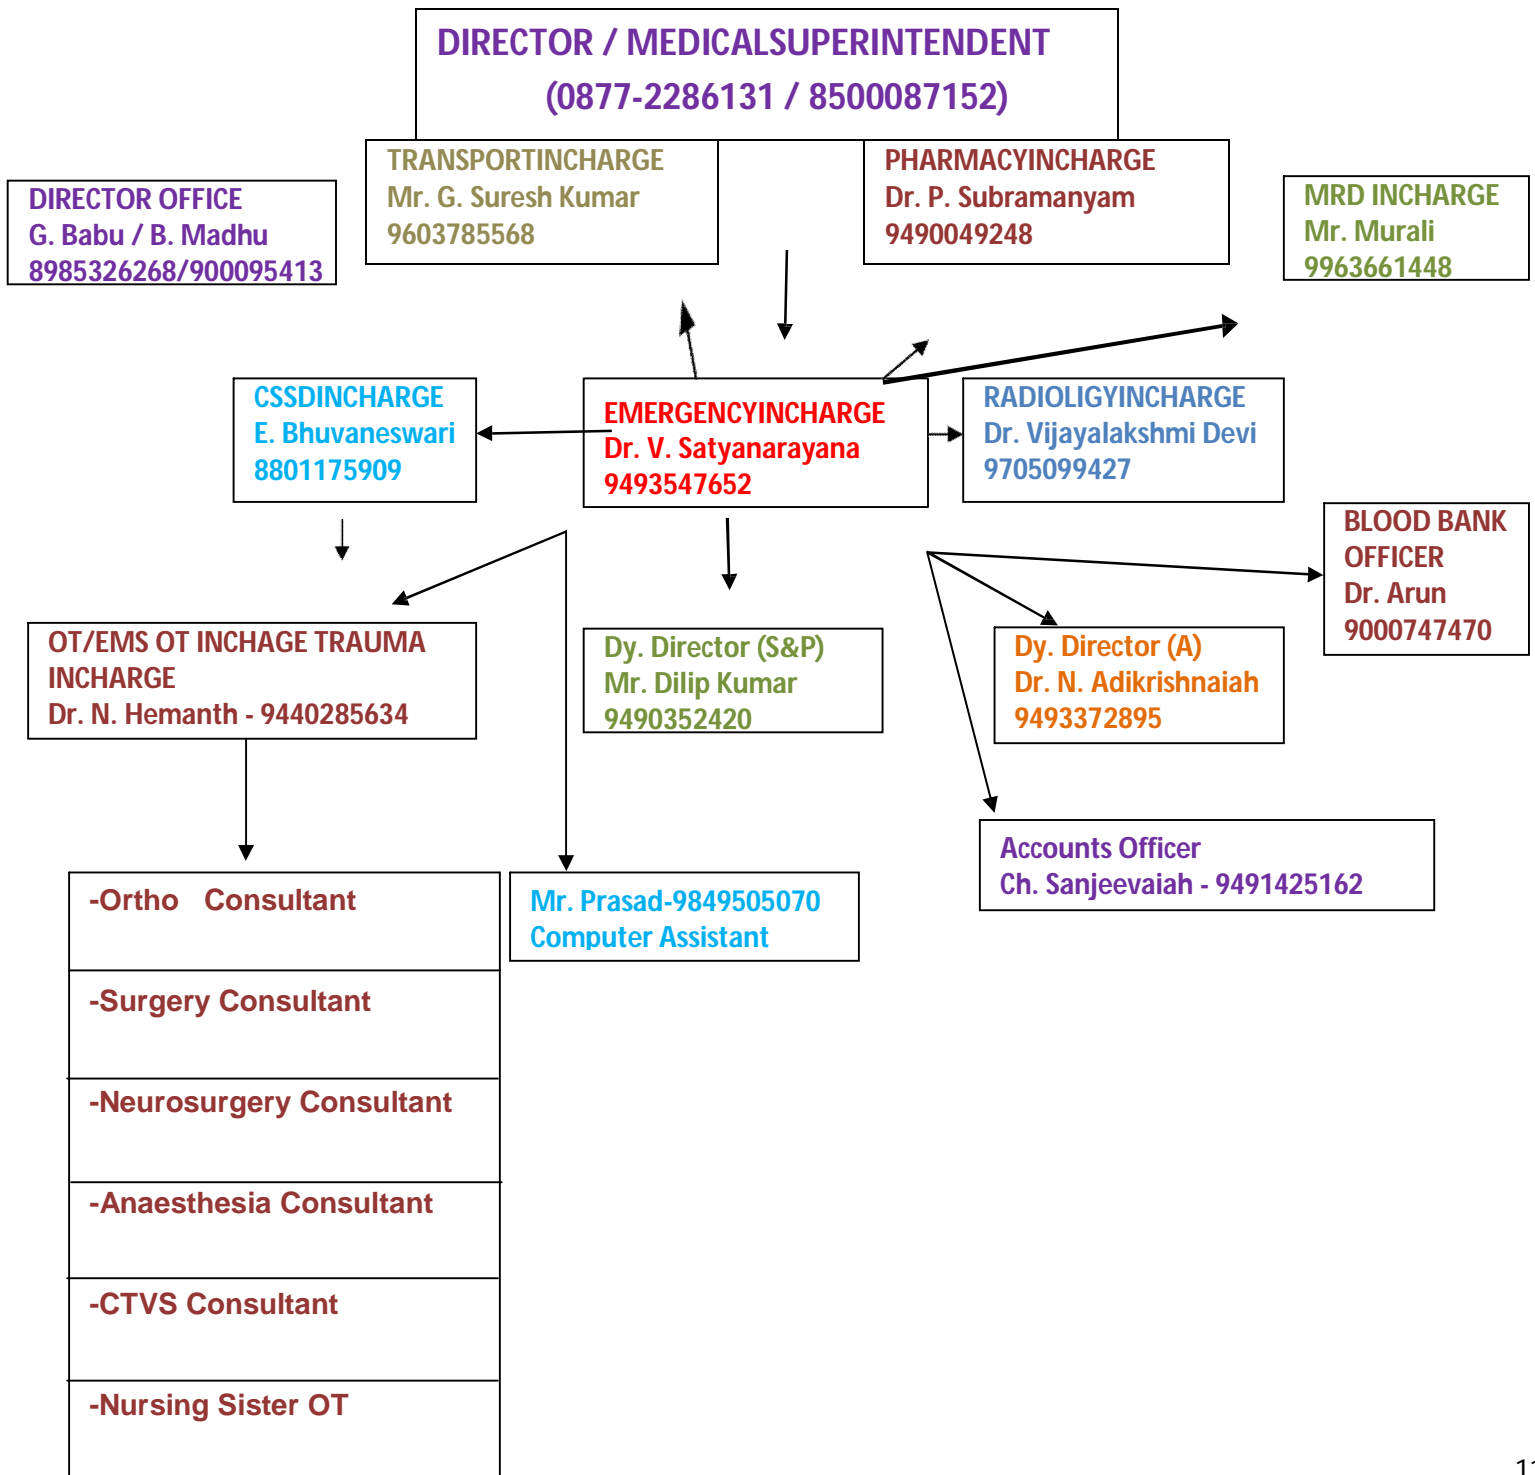 DIRECTOR / MEDICALSUPERINTENDENT
(0877-2286131 / 8500087152)
TRANSPORTINCHARGE
Mr. G. Suresh Kumar
9603785568
PHARMACYINCHARGE
Dr. P. Subramanyam
9490049248
DIRECTOR OFFICE
G. Babu / B. Madhu
8985326268/900095413
MRD INCHARGE
Mr. Murali
9963661448
CSSDINCHARGE
E. Bhuvaneswari
8801175909
EMERGENCYINCHARGE
Dr. V. Satyanarayana
9493547652
RADIOLIGYINCHARGE
Dr. Vijayalakshmi Devi
9705099427
BLOOD BANK
OFFICER
Dr. Arun
9000747470
OT/EMS OT INCHAGE TRAUMA
INCHARGE
Dr. N. Hemanth - 9440285634
Dy. Director (S&P)
Mr. Dilip Kumar
9490352420
Dy. Director (A)
Dr. N. Adikrishnaiah
9493372895
Accounts Officer
Ch. Sanjeevaiah - 9491425162
-Ortho   Consultant
Mr. Prasad-9849505070
Computer Assistant
-Surgery Consultant
-Neurosurgery Consultant
-Anaesthesia Consultant
-CTVS Consultant
-Nursing Sister OT